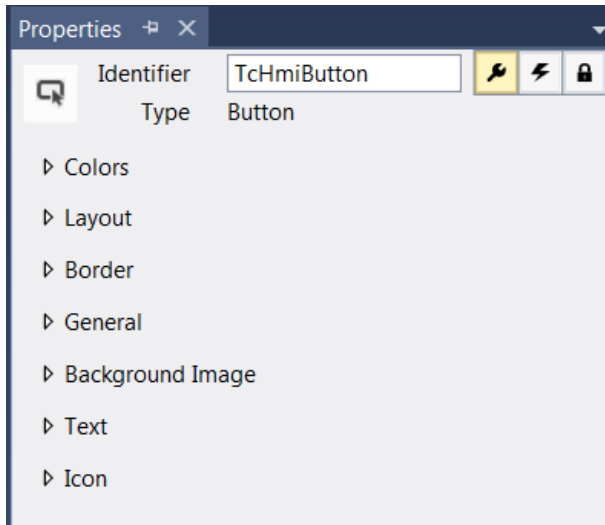 Properties
Identifier TcHmiButton
Type Button
Colors
Layout
Border
General
Background Image
Text
Icon